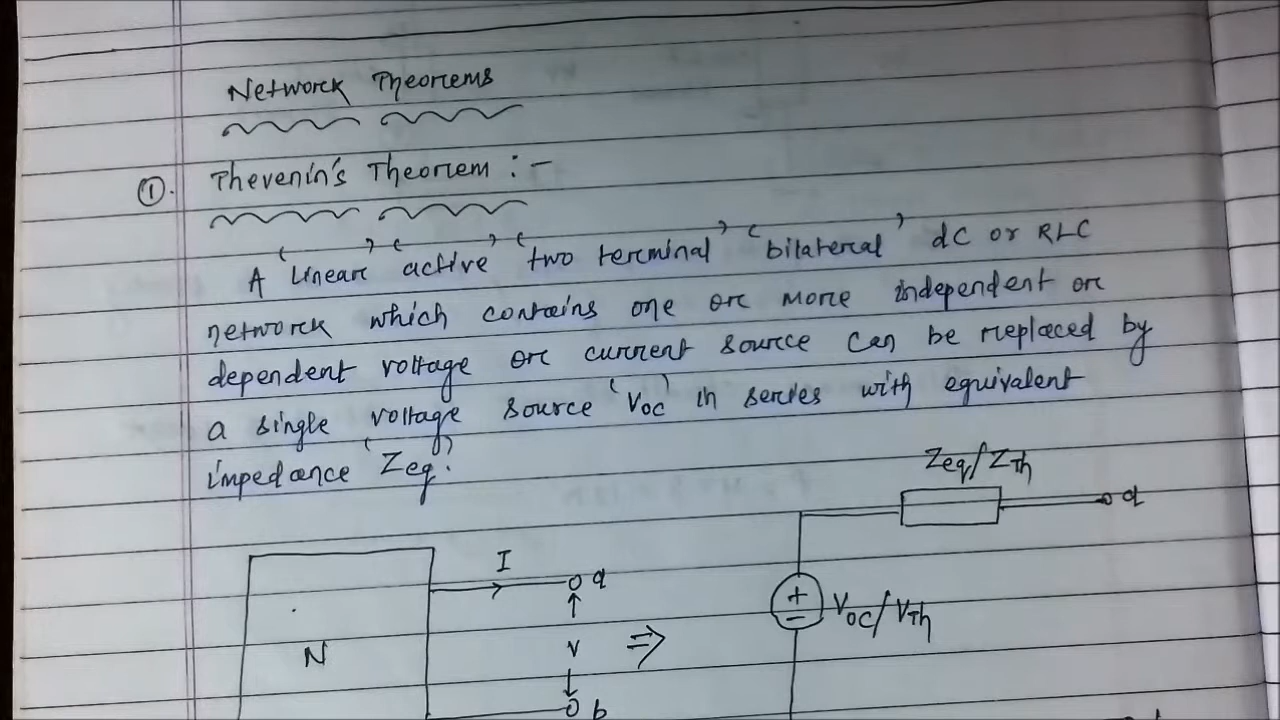 Network Theorems
①. Thevenin's Theorem :-
A 'Linear' 'active' 'two terminal' 'bilateral' dC or RLC
network which contains one or more independent or
dependent voltage or current source can be replaced by
a single voltage source 'Voc' in series with equivalent
impedance 'Zeq'.
Zeq/ZTh
a
I
a
+
-
Voc/VTh
N
V
⇒
b